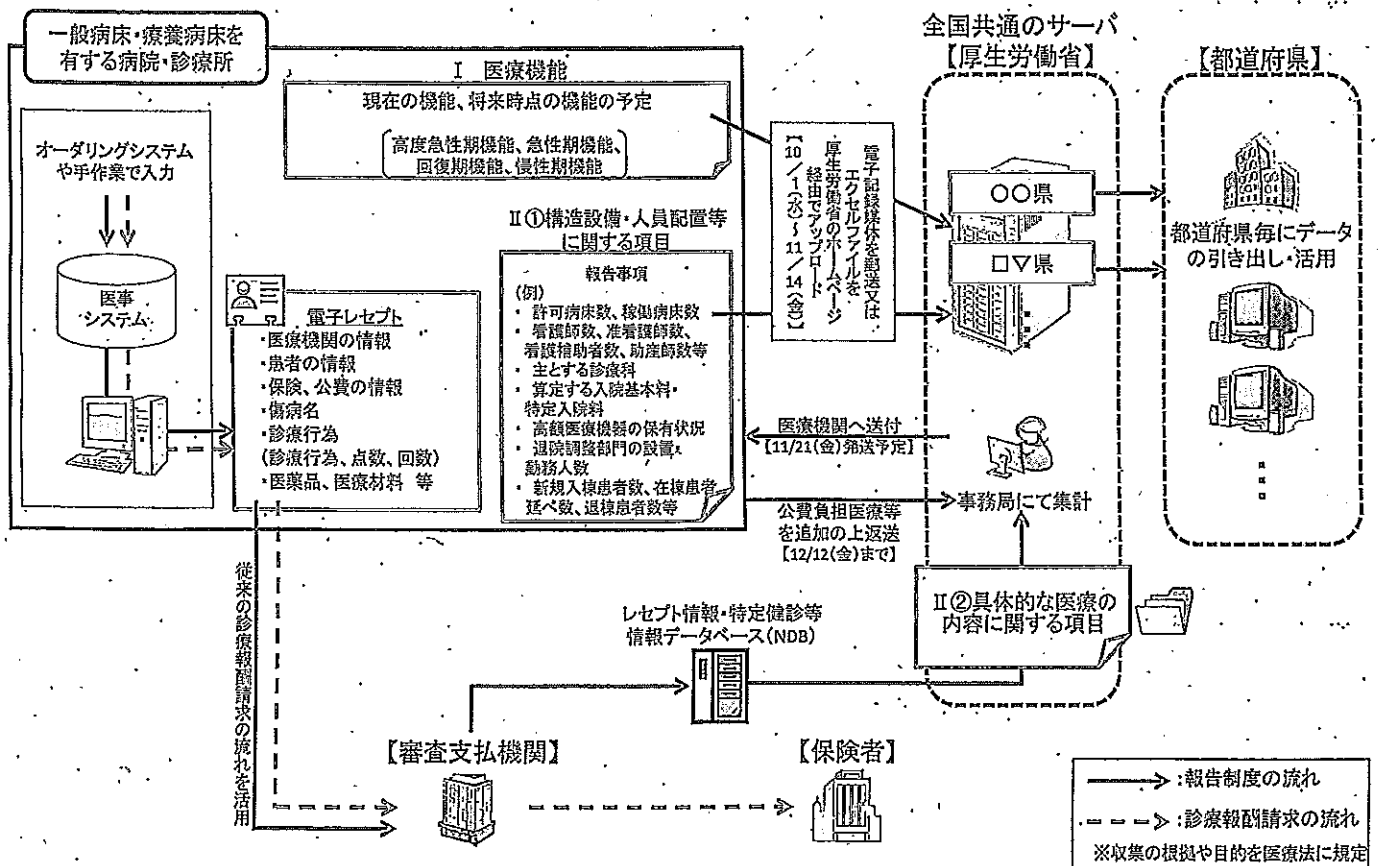 一般病床・療養病床を
有する病院・診療所
オーダリングシステム
や手作業で入力
医事
システム
電子レセプト
・医療機関の情報
・患者の情報
・保険、公費の情報
・傷病名
・診療行為
(診療行為、点数、回数)
・医薬品、医療材料 等
Ⅰ 医療機能
現在の機能、将来時点の機能の予定
高度急性期機能、急性期機能、
回復期機能、慢性期機能
Ⅱ①構造設備・人員配置等
に関する項目
報告事項
(例)
・ 許可病床数、稼働病床数
・ 看護師数、准看護師数、
看護補助者数、助産師数等
・ 主とする診療科
・ 算定する入院基本料・
特定入院料
・ 高額医療機器の保有状況
・ 退院調整部門の設置、
勤務人数
・ 新規入棟患者数、在棟患者
延べ数、退棟患者数等
電子記録媒体を郵送又は
エクセルファイルを
厚生労働省のホームページ
経由でアップロード
【10/1(水)~11/14(金)】
全国共通のサーバ
【厚生労働省】
○○県
□▽県
【都道府県】
都道府県毎にデータ
の引き出し・活用
医療機関へ送付
【11/21(金)発送予定】
事務局にて集計
公費負担医療等
を追加の上返送
【12/12(金)まで】
Ⅱ②具体的な医療の
内容に関する項目
レセプト情報・特定健診等
情報データベース(NDB)
従来の診療報酬請求の流れを活用
【審査支払機関】
【保険者】
:報告制度の流れ
:診療報酬請求の流れ
※収集の根拠や目的を医療法に規定